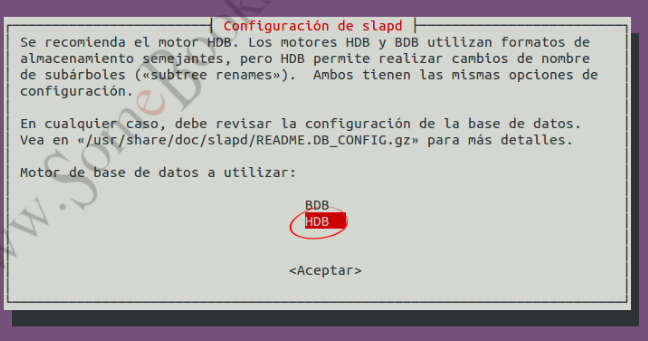 Configuración de slapd
Se recomienda el motor HDB. Los motores HDB y BDB utilizan formatos de
almacenamiento semejantes, pero HDB permite realizar cambios de nombre
de subárboles («subtree renames»).  Ambos tienen las mismas opciones de
configuración.
En cualquier caso, debe revisar la configuración de la base de datos.
Vea en «/usr/share/doc/slapd/README.DB_CONFIG.gz» para más detalles.
Motor de base de datos a utilizar:
BDB
HDB
<Aceptar>